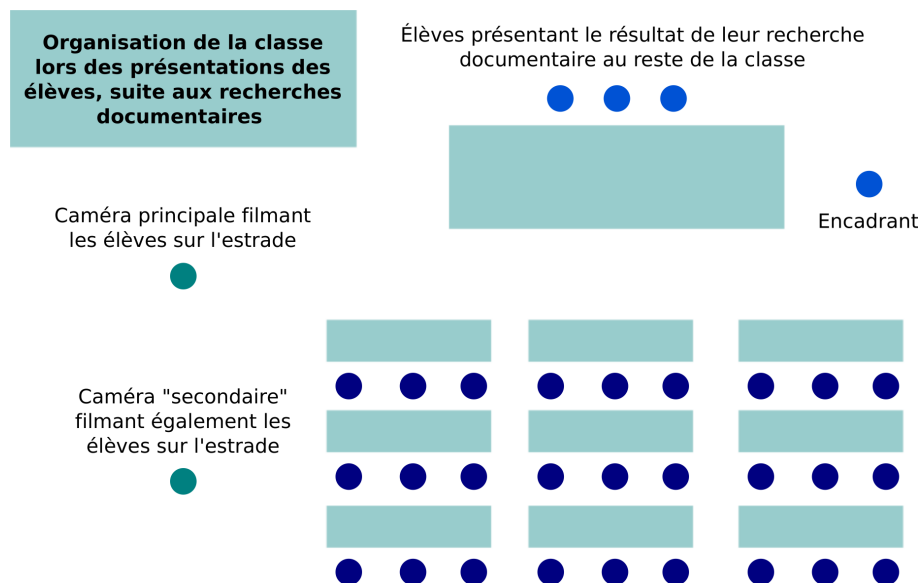 Organisation de la classe
lors des présentations des
élèves, suite aux recherches
documentaires
Élèves présentant le résultat de leur recherche
documentaire au reste de la classe
Encadrant
Caméra principale filmant
les élèves sur l'estrade
Caméra "secondaire"
filmant également les
élèves sur l'estrade